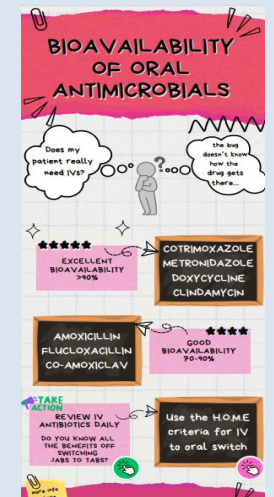 BIOAVAILABILITY
OF ORAL
ANTIMICROBIALS
Does my
patient really
need IVs?
the bug
doesn't know
how the
drug gets
there...
?
EXCELLENT
BIOAVAILABILITY
>90%
COTRIMOXAZOLE
METRONIDAZOLE
DOXYCYCLINE
CLINDAMYCIN
AMOXICILLIN
FLUCLOXACILLIN
CO-AMOXICLAV
GOOD
BIOAVAILABILITY
70-90%
TAKE
ACTION
REVIEW IV
ANTIBIOTICS DAILY
DO YOU KNOW ALL
THE BENEFITS OFF
SWITCHING
JABS TO TABS?
Use the H.O.M.E
criteria for IV
to oral switch
more info